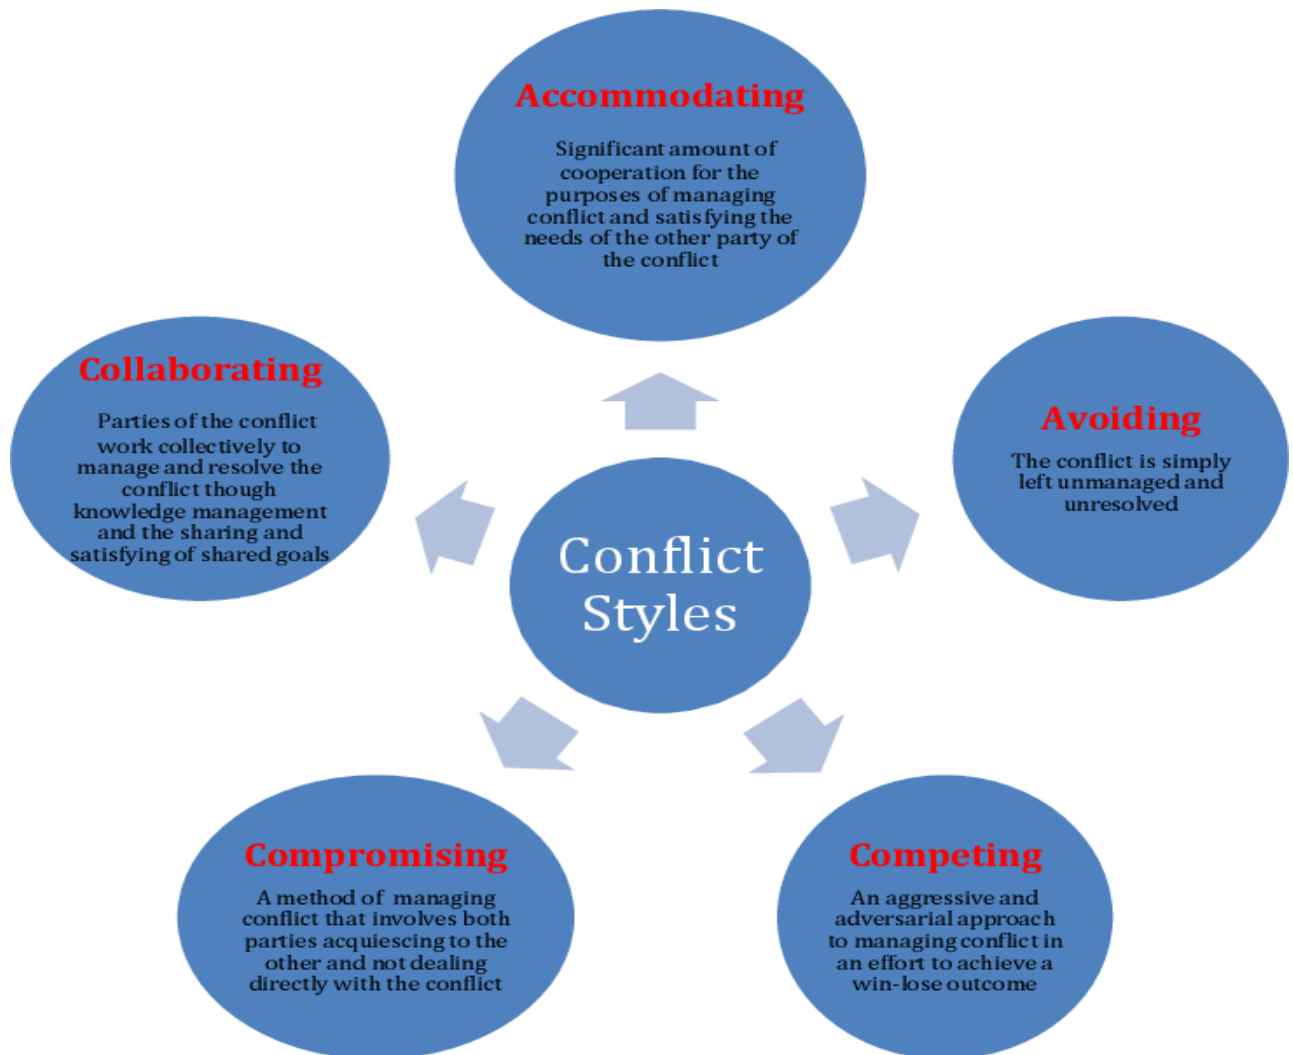 Accommodating
Significant amount of
cooperation for the
purposes of managing
conflict and satisfying the
needs of the other party of
the conflict
Collaborating
Parties of the conflict
work collectively to
manage and resolve the
conflict though
knowledge management
and the sharing and
satisfying of shared goals
Avoiding
The conflict is simply
left unmanaged and
unresolved
Conflict
Styles
Compromising
A method of managing
conflict that involves both
parties acquiescing to the
other and not dealing
directly with the conflict
Competing
An aggressive and
adversarial approach
to managing conflict in
an effort to achieve a
win-lose outcome